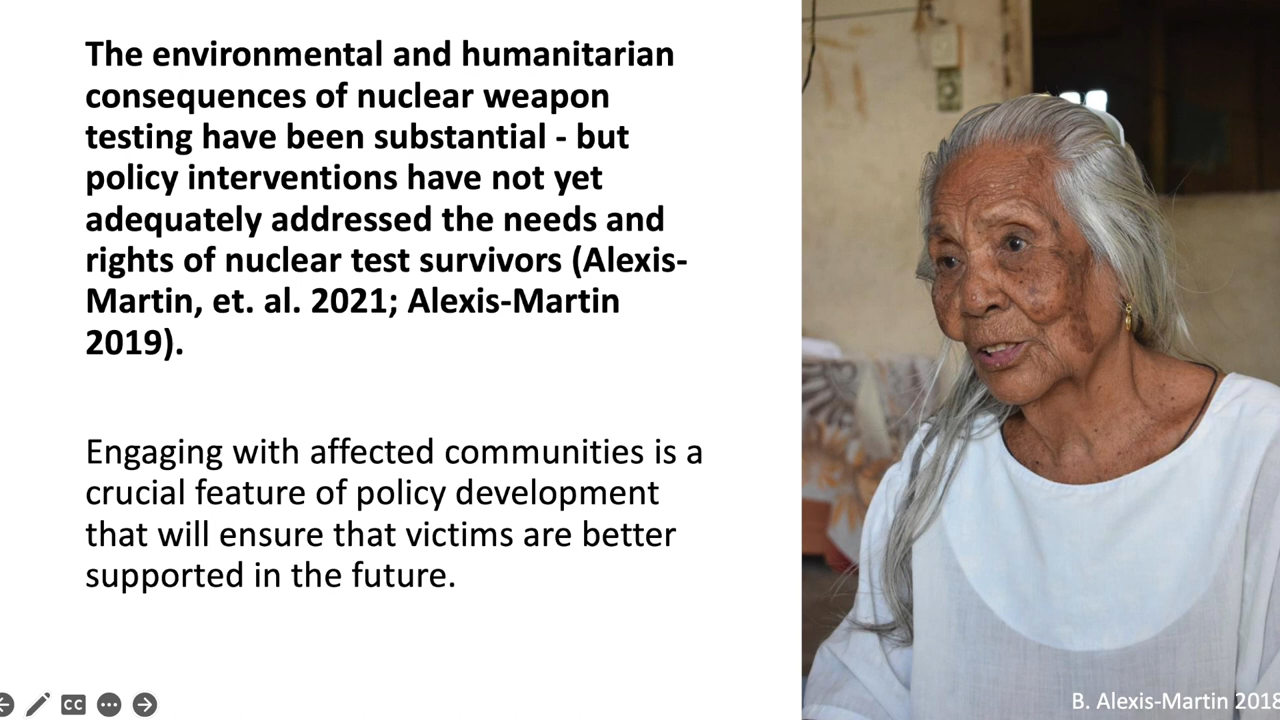 The environmental and humanitarian
consequences of nuclear weapon
testing have been substantial - but
policy interventions have not yet
adequately addressed the needs and
rights of nuclear test survivors (Alexis-
Martin, et. al. 2021; Alexis-Martin
2019).
Engaging with affected communities is a
crucial feature of policy development
that will ensure that victims are better
supported in the future.
CC
B. Alexis-Martin 2018